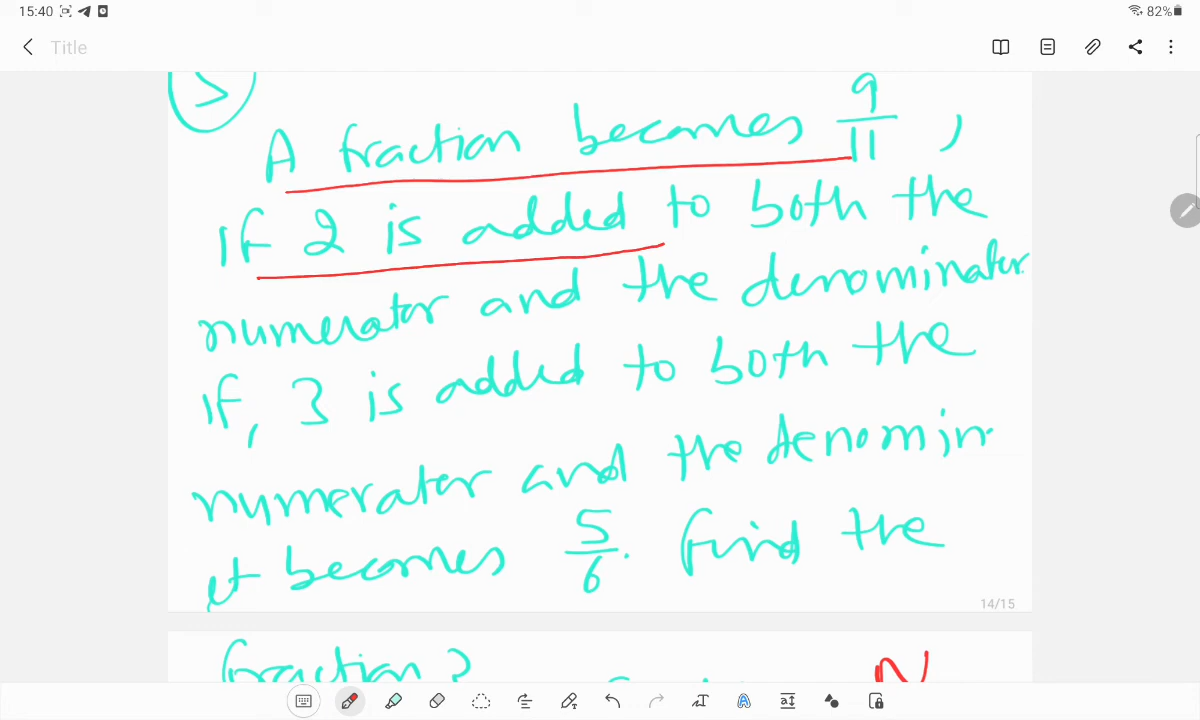 15:40
82%
Title
5
A fraction becomes 9/11,
if 2 is added to both the
numerator and the denominater
if, 3 is added to both the
numerator and the denomin
it becomes 5/6. find the
14/15
fraction?
N